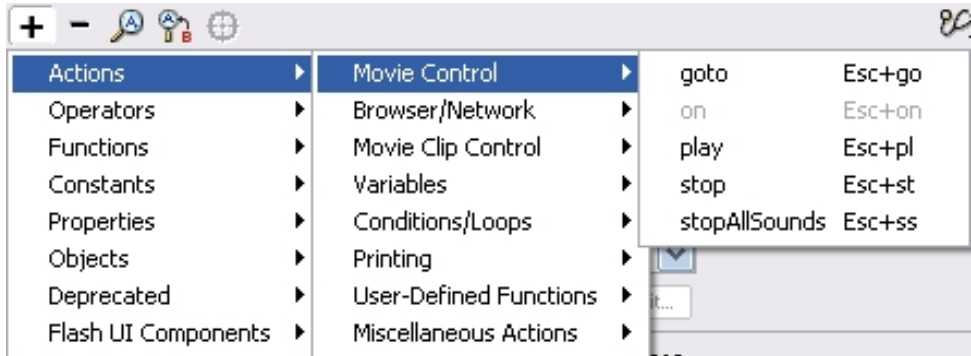 Actions
Operators
Functions
Constants
Properties
Objects
Deprecated
Flash UI Components
Movie Control
Browser/Network
Movie Clip Control
Variables
Conditions/Loops
Printing
User-Defined Functions
Miscellaneous Actions
goto Esc+go
on Esc+on
play Esc+pl
stop Esc+st
stopAllSounds Esc+ss